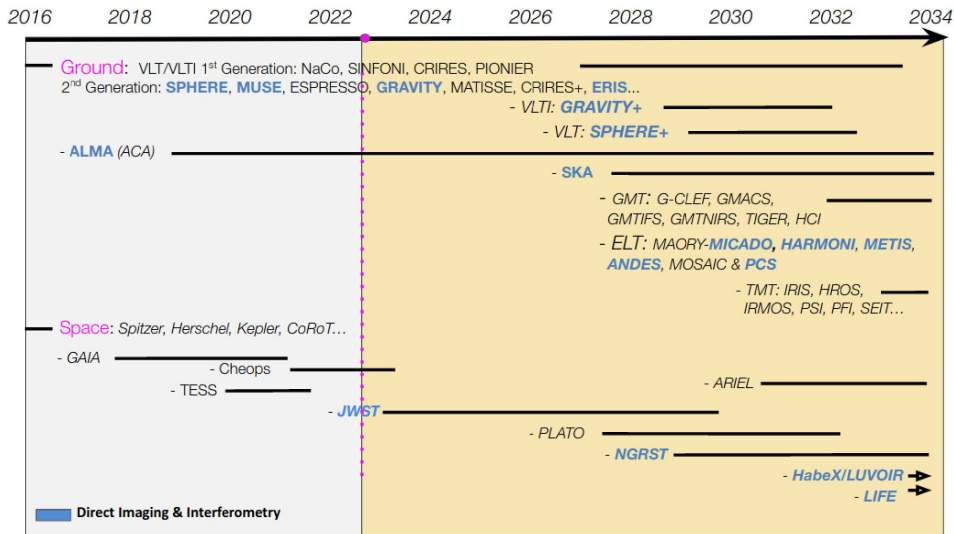 2016 2018 2020 2022 2024 2026 2028 2030 2032 2034
Ground: VLT/VLTI 1st Generation: NaCo, SINFONI, CRIRES, PIONIER
2nd Generation: SPHERE, MUSE, ESPRESSO, GRAVITY, MATISSE, CRIRES+, ERIS...
- VLTI: GRAVITY+
- VLT: SPHERE+
- ALMA (ACA)
- SKA
- GMT: G-CLEF, GMACS,
GMTIFS, GMTNIRS, TIGER, HCI
- ELT: MAORY-MICADO, HARMONI, METIS,
ANDES, MOSAIC & PCS
- TMT: IRIS, HROS,
IRMOS, PSI, PFI, SEIT...
Space: Spitzer, Herschel, Kepler, CoRoT...
- GAIA
- Cheops
- TESS
- ARIEL
- JWST
- PLATO
- NGRST
- HabeX/LUVOIR
- LIFE
Direct Imaging & Interferometry